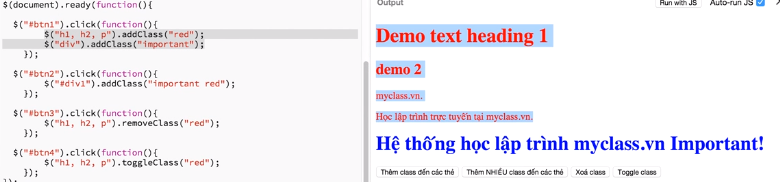 $(document).ready(function(){
$("#btn1").click(function(){
$("h1, h2, p").addClass("red");
$("div").addClass("important");
});
$("#btn2").click(function(){
$("#div1").addClass("important red");
});
$("#btn3").click(function(){
$("h1, h2, p").removeClass("red");
});
$("#btn4").click(function(){
$("h1, h2, p").toggleClass("red");
});
});
Output Run with JS Auto-run JS
Demo text heading 1
demo 2
myclass.vn.
Học lập trình trực tuyến tại myclass.vn.
Hệ thống học lập trình myclass.vn Important!
Thêm class đến các thẻ Thêm NHIỀU class đến các thẻ Xoá class Toggle class